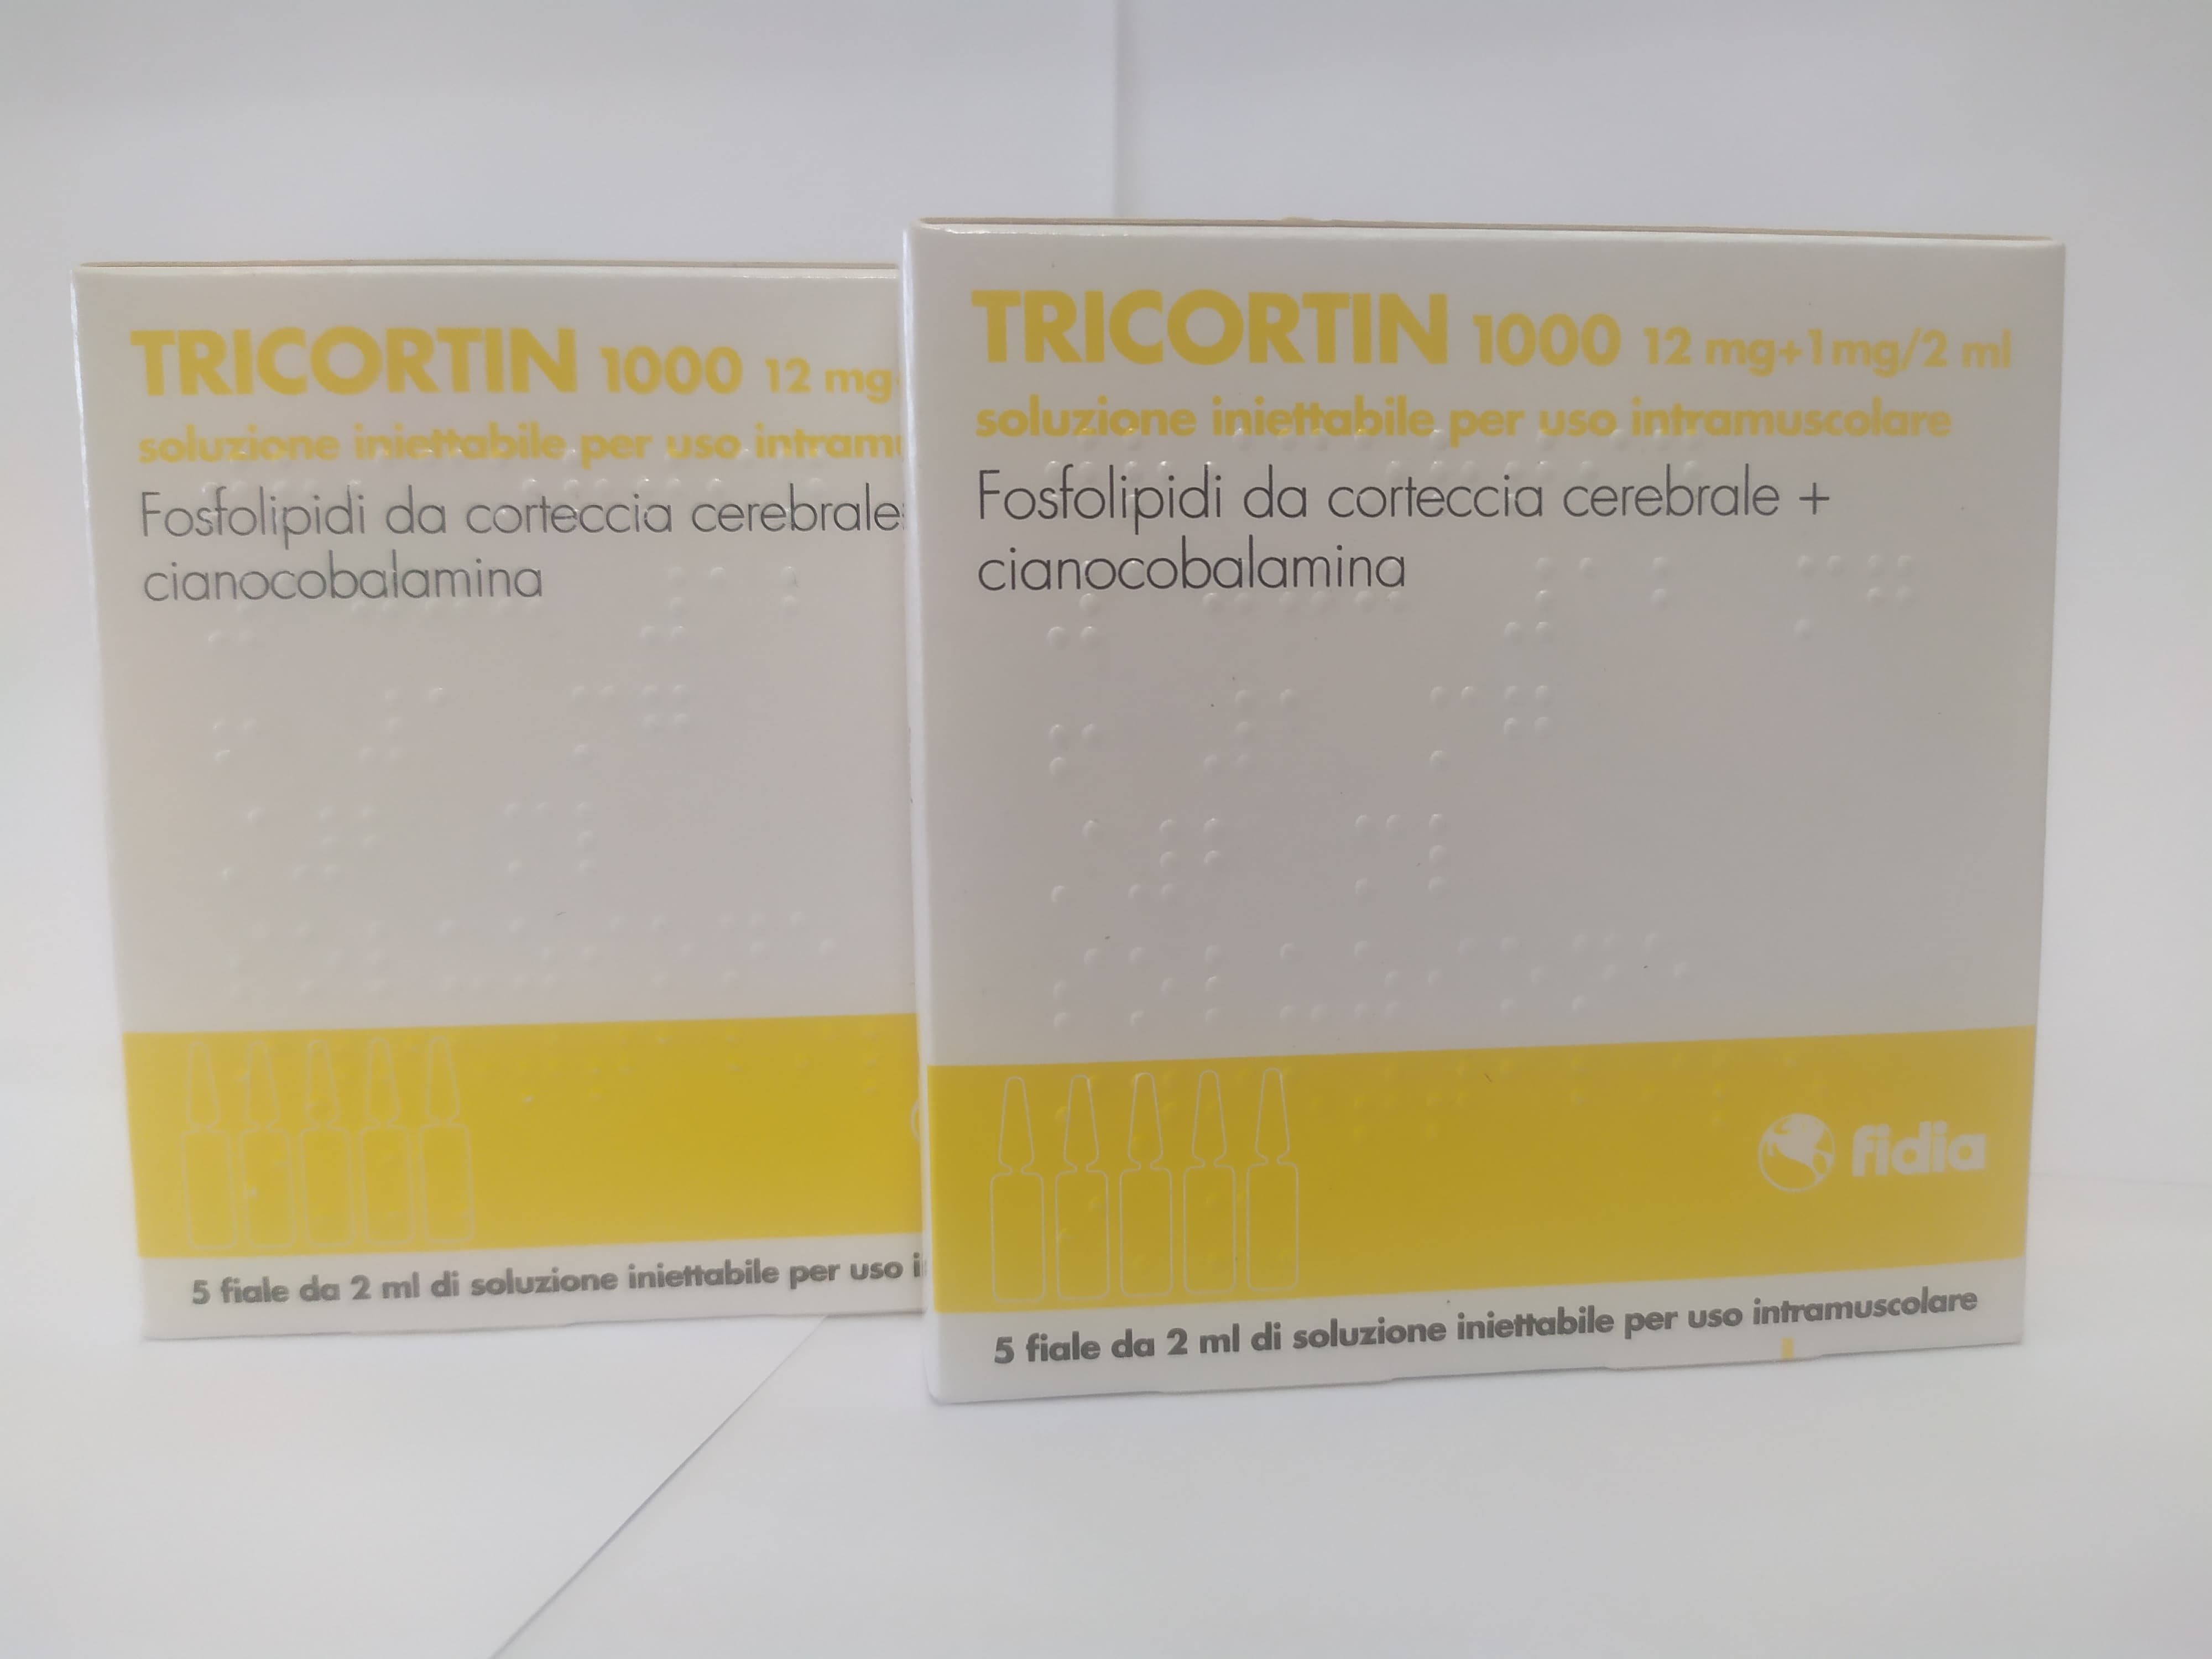 TRICORTIN 1000 12 mg
soluzione iniettabile per uso
Fosfolipidi da corteccia cerebrale
cianocobalamina
5 fiale da 2 ml di soluzione iniettabile per uso
TRICORTIN 1000 12 mg+1mg/2 ml
soluzione iniettabile per uso intramuscolare
Fosfolipidi da corteccia cerebrale +
cianocobalamina
fidia
5 fiale da 2 ml di soluzione iniettabile per uso intramuscolare